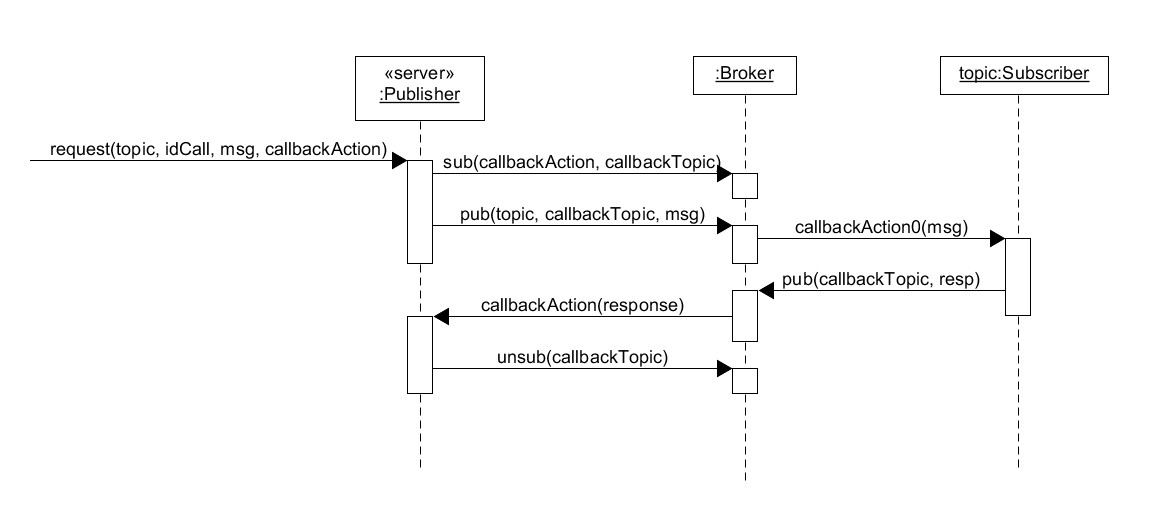 «server»
:Publisher
:Broker
topic:Subscriber
request(topic, idCall, msg, callbackAction)
sub(callbackAction, callbackTopic)
pub(topic, callbackTopic, msg)
callbackAction0(msg)
pub(callbackTopic, resp)
callbackAction(response)
unsub(callbackTopic)